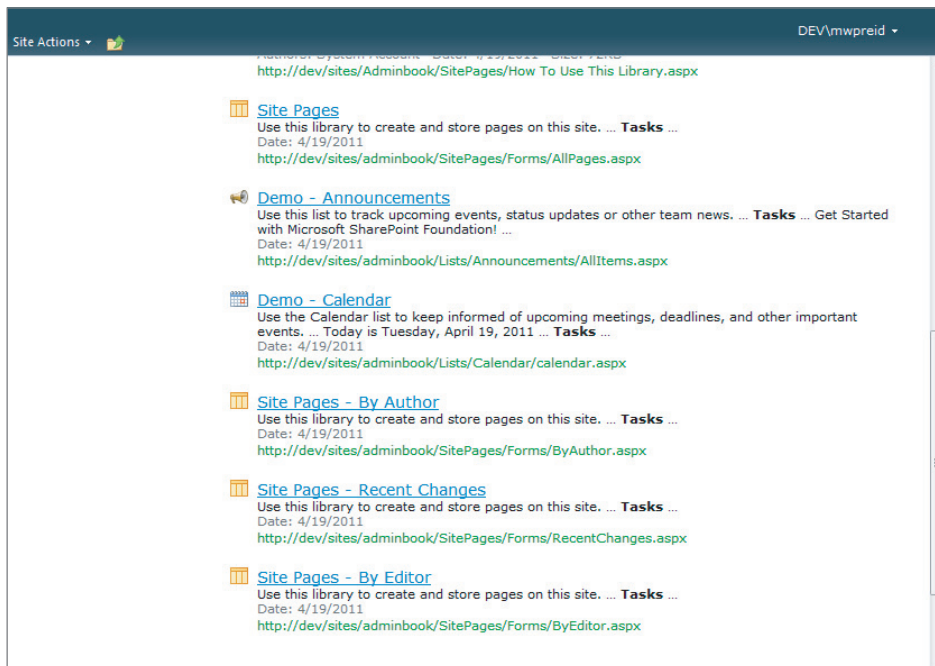 DEV\mwpreid
Site Actions
Authors: System Account - Date: 4/19/2011 - Size: 72KB
http://dev/sites/Adminbook/SitePages/How To Use This Library.aspx
Site Pages
Use this library to create and store pages on this site. ... Tasks ...
Date: 4/19/2011
http://dev/sites/adminbook/SitePages/Forms/AllPages.aspx
Demo - Announcements
Use this list to track upcoming events, status updates or other team news. ... Tasks ... Get Started
with Microsoft SharePoint Foundation! ...
Date: 4/19/2011
http://dev/sites/adminbook/Lists/Announcements/AllItems.aspx
Demo - Calendar
Use the Calendar list to keep informed of upcoming meetings, deadlines, and other important
events. ... Today is Tuesday, April 19, 2011 ... Tasks ...
Date: 4/19/2011
http://dev/sites/adminbook/Lists/Calendar/calendar.aspx
Site Pages - By Author
Use this library to create and store pages on this site. ... Tasks ...
Date: 4/19/2011
http://dev/sites/adminbook/SitePages/Forms/ByAuthor.aspx
Site Pages - Recent Changes
Use this library to create and store pages on this site. ... Tasks ...
Date: 4/19/2011
http://dev/sites/adminbook/SitePages/Forms/RecentChanges.aspx
Site Pages - By Editor
Use this library to create and store pages on this site. ... Tasks ...
Date: 4/19/2011
http://dev/sites/adminbook/SitePages/Forms/ByEditor.aspx